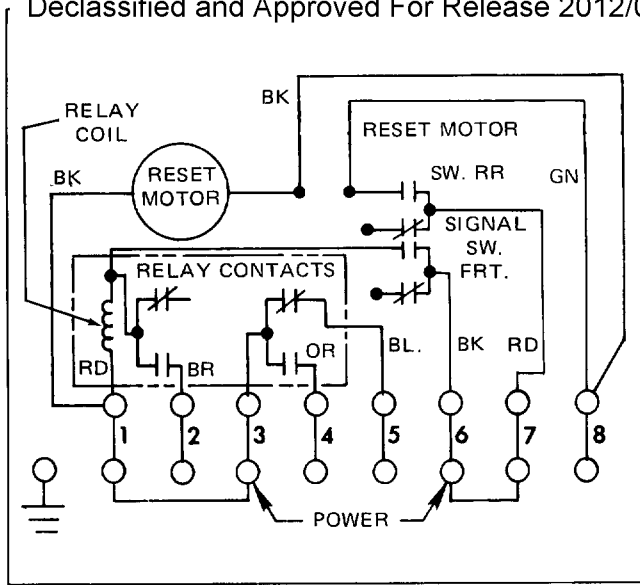 Declassified and Approved For Release 2012/0
RELAY
COIL
BK
RESET MOTOR
BK
RESET
MOTOR
SW. RR
GN
SIGNAL
SW.
FRT.
RELAY CONTACTS
RD
BR
OR
BL.
BK
RD
1
2
3
4
5
6
7
8
POWER